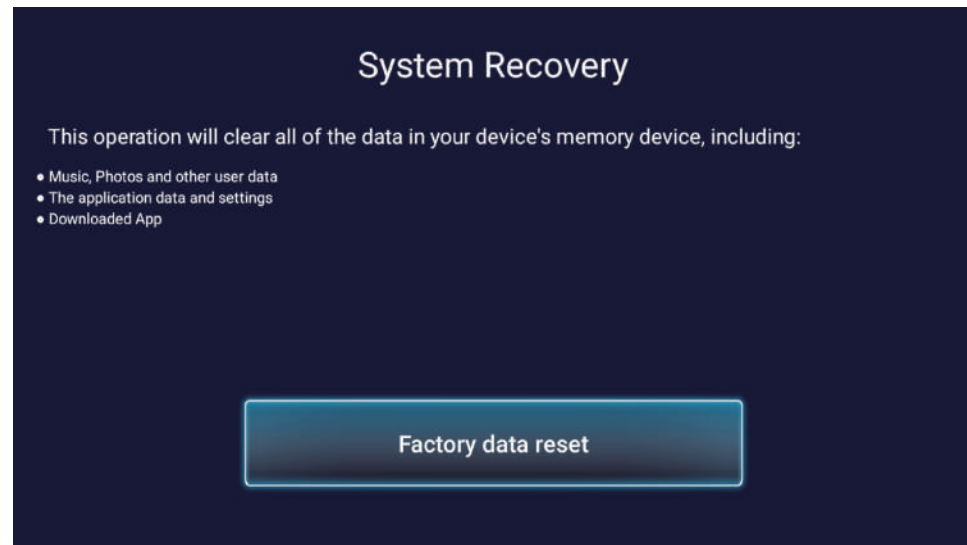 System Recovery
This operation will clear all of the data in your device's memory device, including:
● Music, Photos and other user data
● The application data and settings
● Downloaded App
Factory data reset